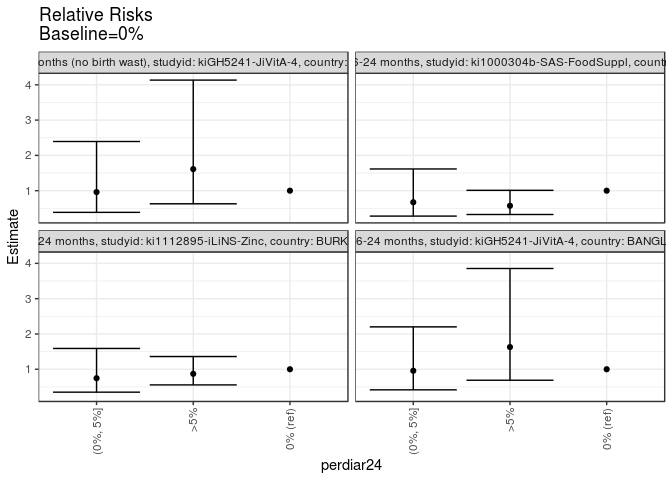 Relative Risks
Baseline=0%
onths (no birth wast), studyid: kiGH5241-JiVitA-4, country:
6-24 months, studyid: ki1000304b-SAS-FoodSuppl, count
4
3
2
1
24 months, studyid: ki1112895-iLiNS-Zinc, country: BURK
6-24 months, studyid: kiGH5241-JiVitA-4, country: BANGL
4
3
2
1
Estimate
(0%, 5%]
>5%
0% (ref)
(0%, 5%]
>5%
0% (ref)
perdiar24